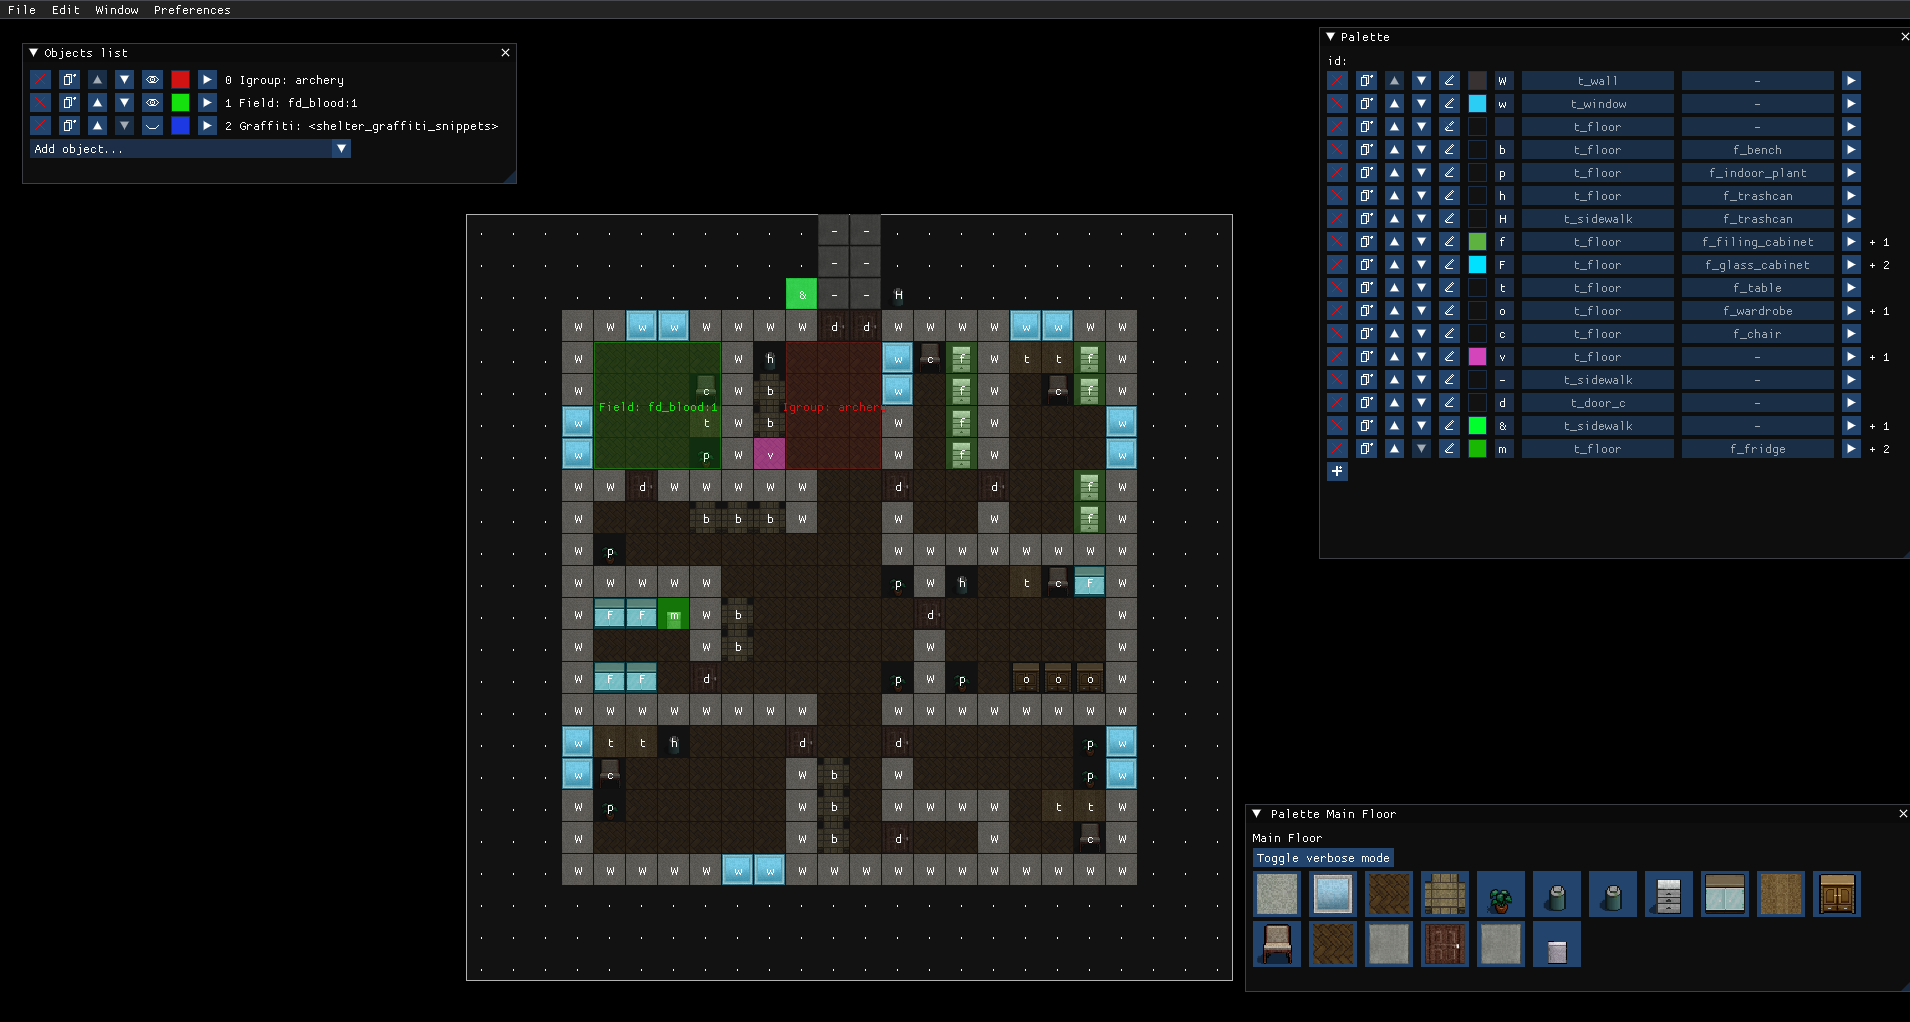 File Edit Window Preferences
Objects list
0 Igroup: archery
1 Field: fd_blood:1
2 Graffiti: <shelter_graffiti_snippets>
Add object...
Palette
id:
W t_wall -
w t_window -
t_floor -
b t_floor f_bench
p t_floor f_indoor_plant
h t_floor f_trashcan
H t_sidewalk f_trashcan
f t_floor f_filing_cabinet + 1
F t_floor f_glass_cabinet + 2
t t_floor f_table
o t_floor f_wardrobe + 1
c t_floor f_chair
v t_floor - + 1
- t_sidewalk -
d t_door_c -
& t_sidewalk - + 1
m t_floor f_fridge + 2
. . . . . . . . . . . - - . . . . . . . . . . .
. . . . . . . . . . . - - . . . . . . . . . . .
. . . . . . . . . . & - - H . . . . . . . . . .
. . . W W w w W W W W d d W W W W w w W W . . .
. . . W W h w c f W t t f W . . .
. . . W c W b w f W c f W . . .
Field: fd_blood:1 Igroup: archery
. . . w t W b W f W w . . .
. . . w p W v W f W w . . .
. . . W W d W W W W W d d f W . . .
. . . W b b b W W W f W . . .
. . . W p W W W W W W W W . . .
. . . W W W W W p W h t c F W . . .
. . . W F F m W b d W . . .
. . . W W b W W . . .
. . . W F F d p W p o o o W . . .
. . . W W W W W W W W W W W W W W W W . . .
. . . w t t h d d p w . . .
. . . w c W b W p w . . .
. . . W p W b W W W W t t W . . .
. . . W W b d W c W . . .
. . . W W W W W w w W W W W W W W W W W W . . .
. . . . . . . . . . . . . . . . . . . . . . . .
. . . . . . . . . . . . . . . . . . . . . . . .
. . . . . . . . . . . . . . . . . . . . . . . .
Palette Main Floor
Main Floor
Toggle verbose mode